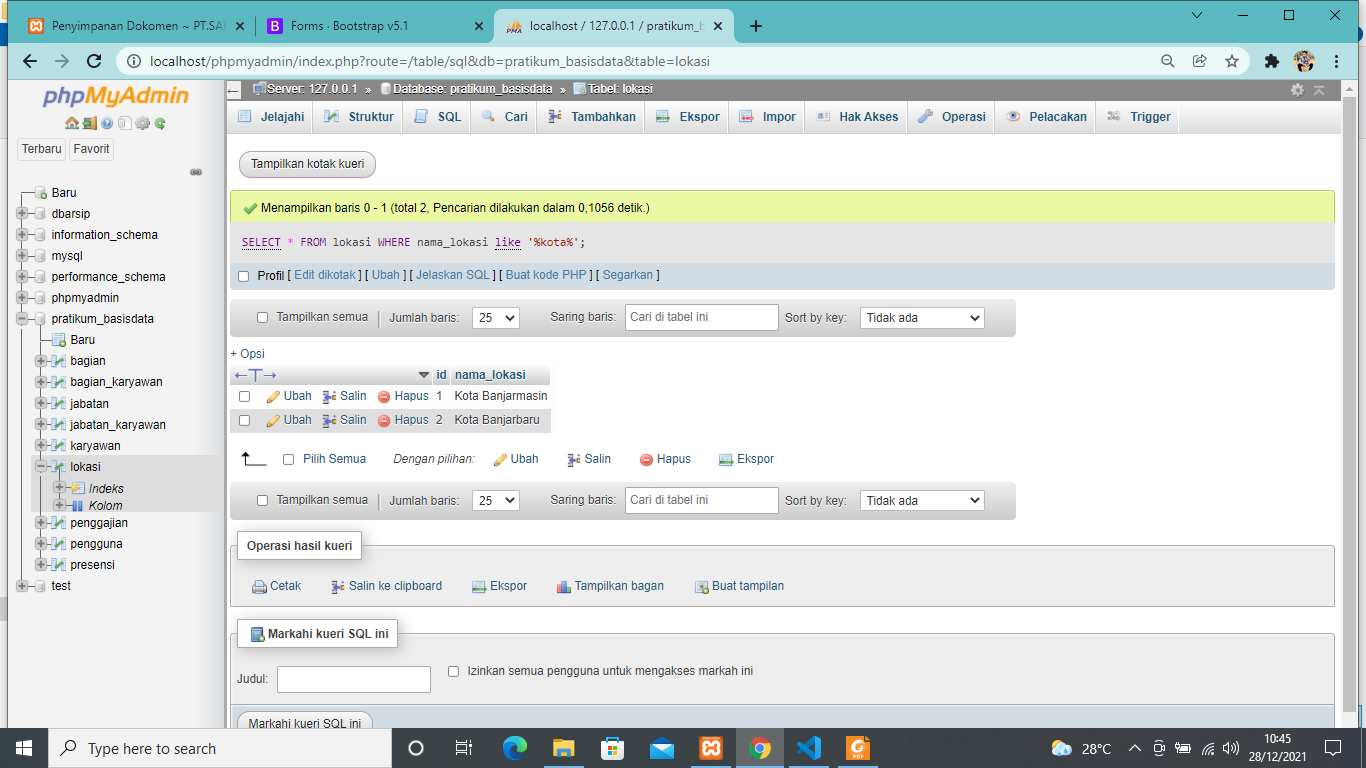 Penyimpanan Dokomen ~ PT.SAF
Forms · Bootstrap v5.1
localhost / 127.0.0.1 / pratikum_b
localhost/phpmyadmin/index.php?route=/table/sql&db=pratikum_basisdata&table=lokasi
phpMyAdmin
Terbaru Favorit
Baru
dbarsip
information_schema
mysql
performance_schema
phpmyadmin
pratikum_basisdata
Baru
bagian
bagian_karyawan
jabatan
jabatan_karyawan
karyawan
lokasi
Indeks
Kolom
penggajian
pengguna
presensi
test
Server: 127.0.0.1 » Database: pratikum_basisdata » Tabel: lokasi
Jelajahi Struktur SQL Cari Tambahkan Ekspor Impor Hak Akses Operasi Pelacakan Trigger
Tampilkan kotak kueri
Menampilkan baris 0 - 1 (total 2, Pencarian dilakukan dalam 0,1056 detik.)
SELECT * FROM lokasi WHERE nama_lokasi like '%kota%';
Profil [ Edit dikotak ] [ Ubah ] [ Jelaskan SQL ] [ Buat kode PHP ] [ Segarkan ]
Tampilkan semua Jumlah baris: 25 Saring baris: Cari di tabel ini Sort by key: Tidak ada
+ Opsi
←T→ id nama_lokasi
Ubah Salin Hapus 1 Kota Banjarmasin
Ubah Salin Hapus 2 Kota Banjarbaru
Pilih Semua Dengan pilihan: Ubah Salin Hapus Ekspor
Tampilkan semua Jumlah baris: 25 Saring baris: Cari di tabel ini Sort by key: Tidak ada
Operasi hasil kueri
Cetak Salin ke clipboard Ekspor Tampilkan bagan Buat tampilan
Markahi kueri SQL ini
Judul: Izinkan semua pengguna untuk mengakses markah ini
Markahi kueri SQL ini
Type here to search
28°C
10:45
28/12/2021